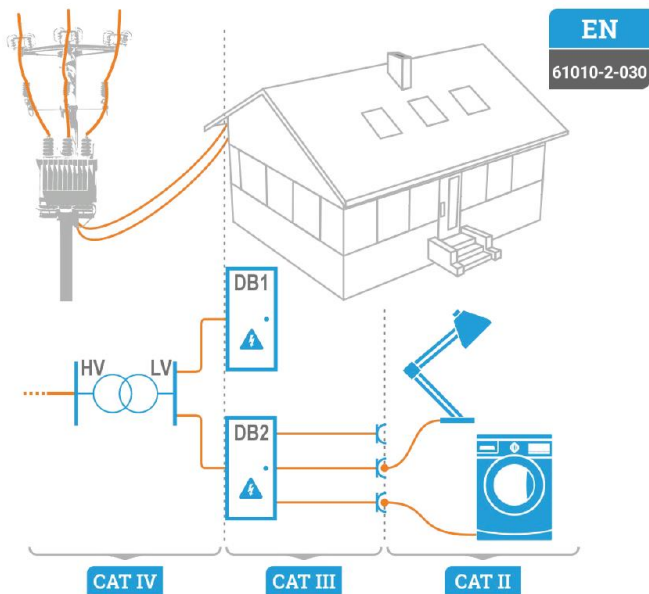 EN
61010-2-030
DB1
HV
LV
DB2
CAT IV
CAT III
CAT II